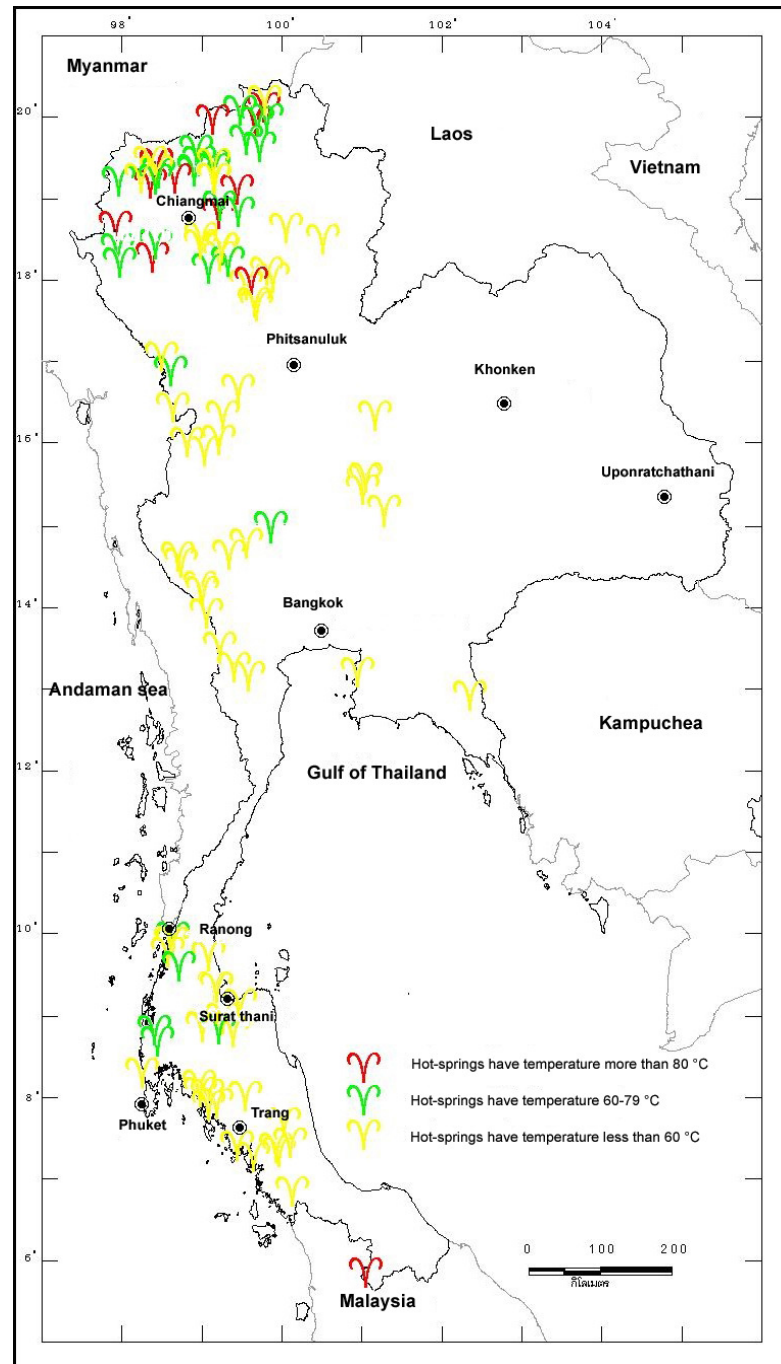 98°
100°
102°
104°
Myanmar
20°
Laos
Vietnam
Chiangmai
18°
Phitsanuluk
Khonken
16°
Uponratchathani
14°
Bangkok
Andaman sea
Kampuchea
Gulf of Thailand
12°
10°
Ranong
Surat thani
Hot-springs have temperature more than 80 °C
8°
Hot-springs have temperature 60-79 °C
Phuket
Trang
Hot-springs have temperature less than 60 °C
6°
0 100 200
กิโลเมตร
Malaysia